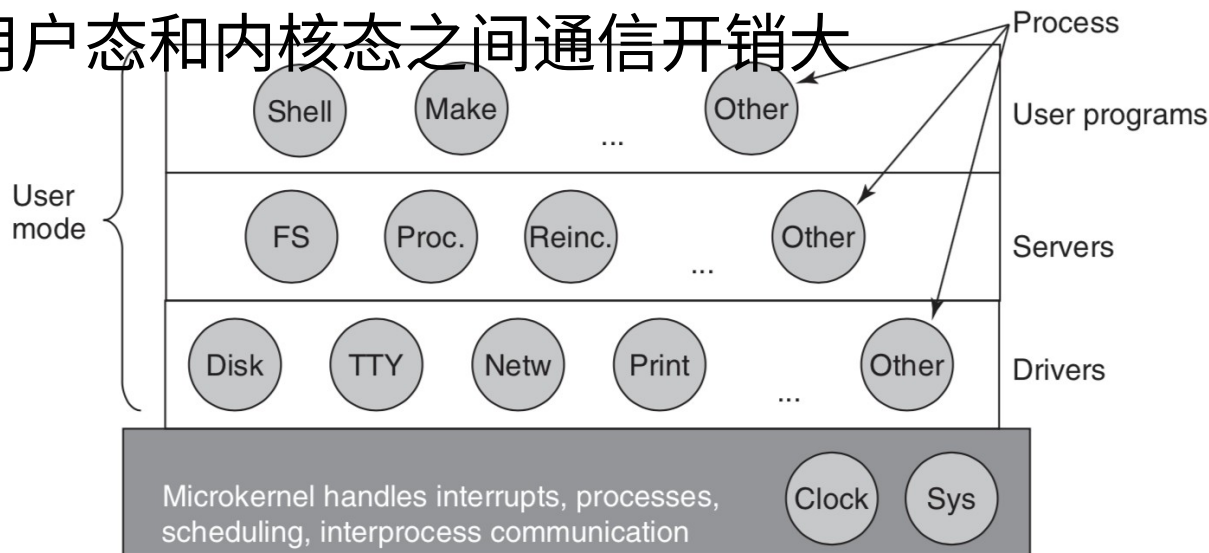 用户态和内核态之间通信开销大
Process
Shell
Make
...
Other
User programs
User
mode
FS
Proc.
Reinc.
...
Other
Servers
Disk
TTY
Netw
Print
...
Other
Drivers
Microkernel handles interrupts, processes,
scheduling, interprocess communication
Clock
Sys